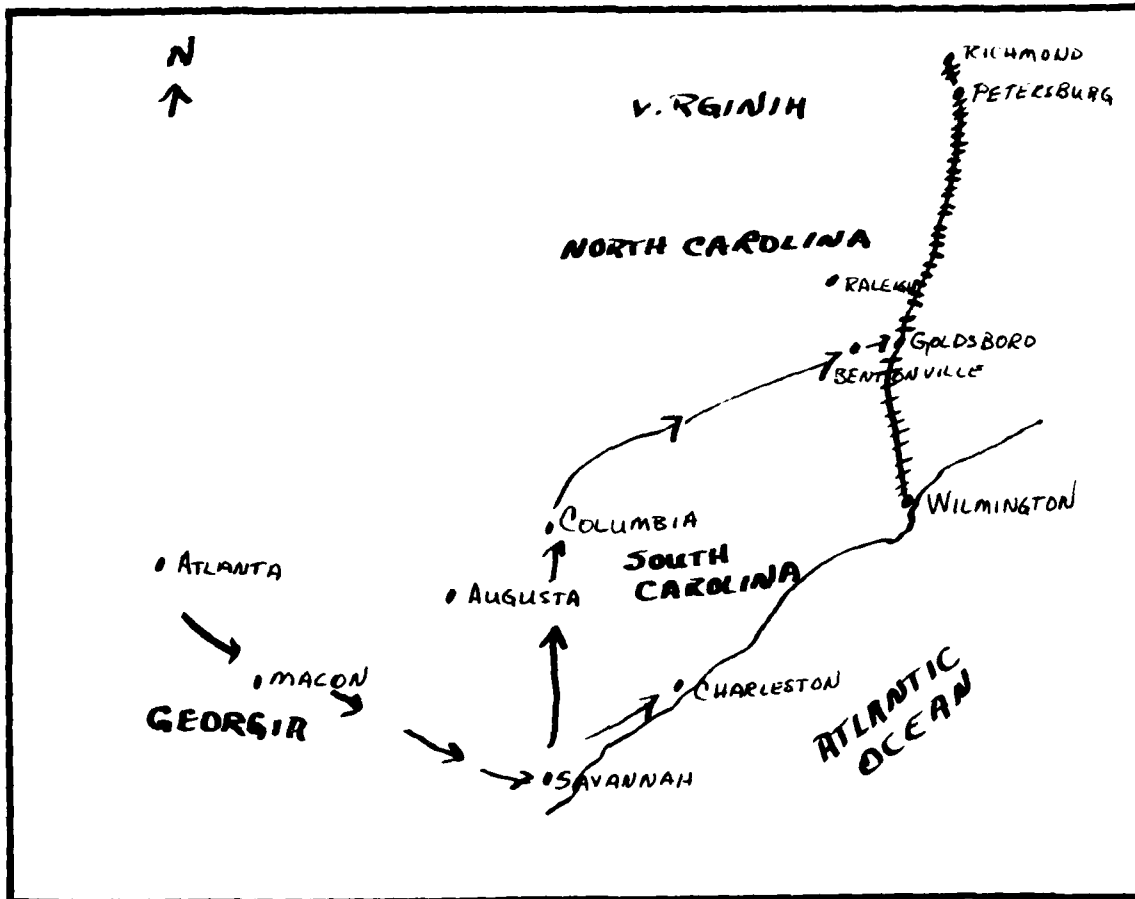 N
RICHMOND
PETERSBURG
V.RGINIH
NORTH CAROLINA
RALEIGH
GOLDSBORO
BENTONVILLE
WILMINGTON
COLUMBIA
SOUTH
CAROLINA
ATLANTA
AUGUSTA
MACON
CHARLESTON
GEORGIA
ATLANTIC
OCEAN
SAVANNAH